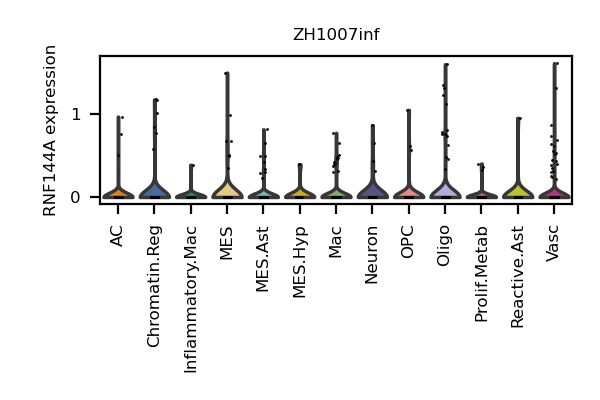 ZH1007inf
RNF144A expression
1
0
AC
Chromatin.Reg
Inflammatory.Mac
MES
MES.Ast
MES.Hyp
Mac
Neuron
OPC
Oligo
Prolif.Metab
Reactive.Ast
Vasc